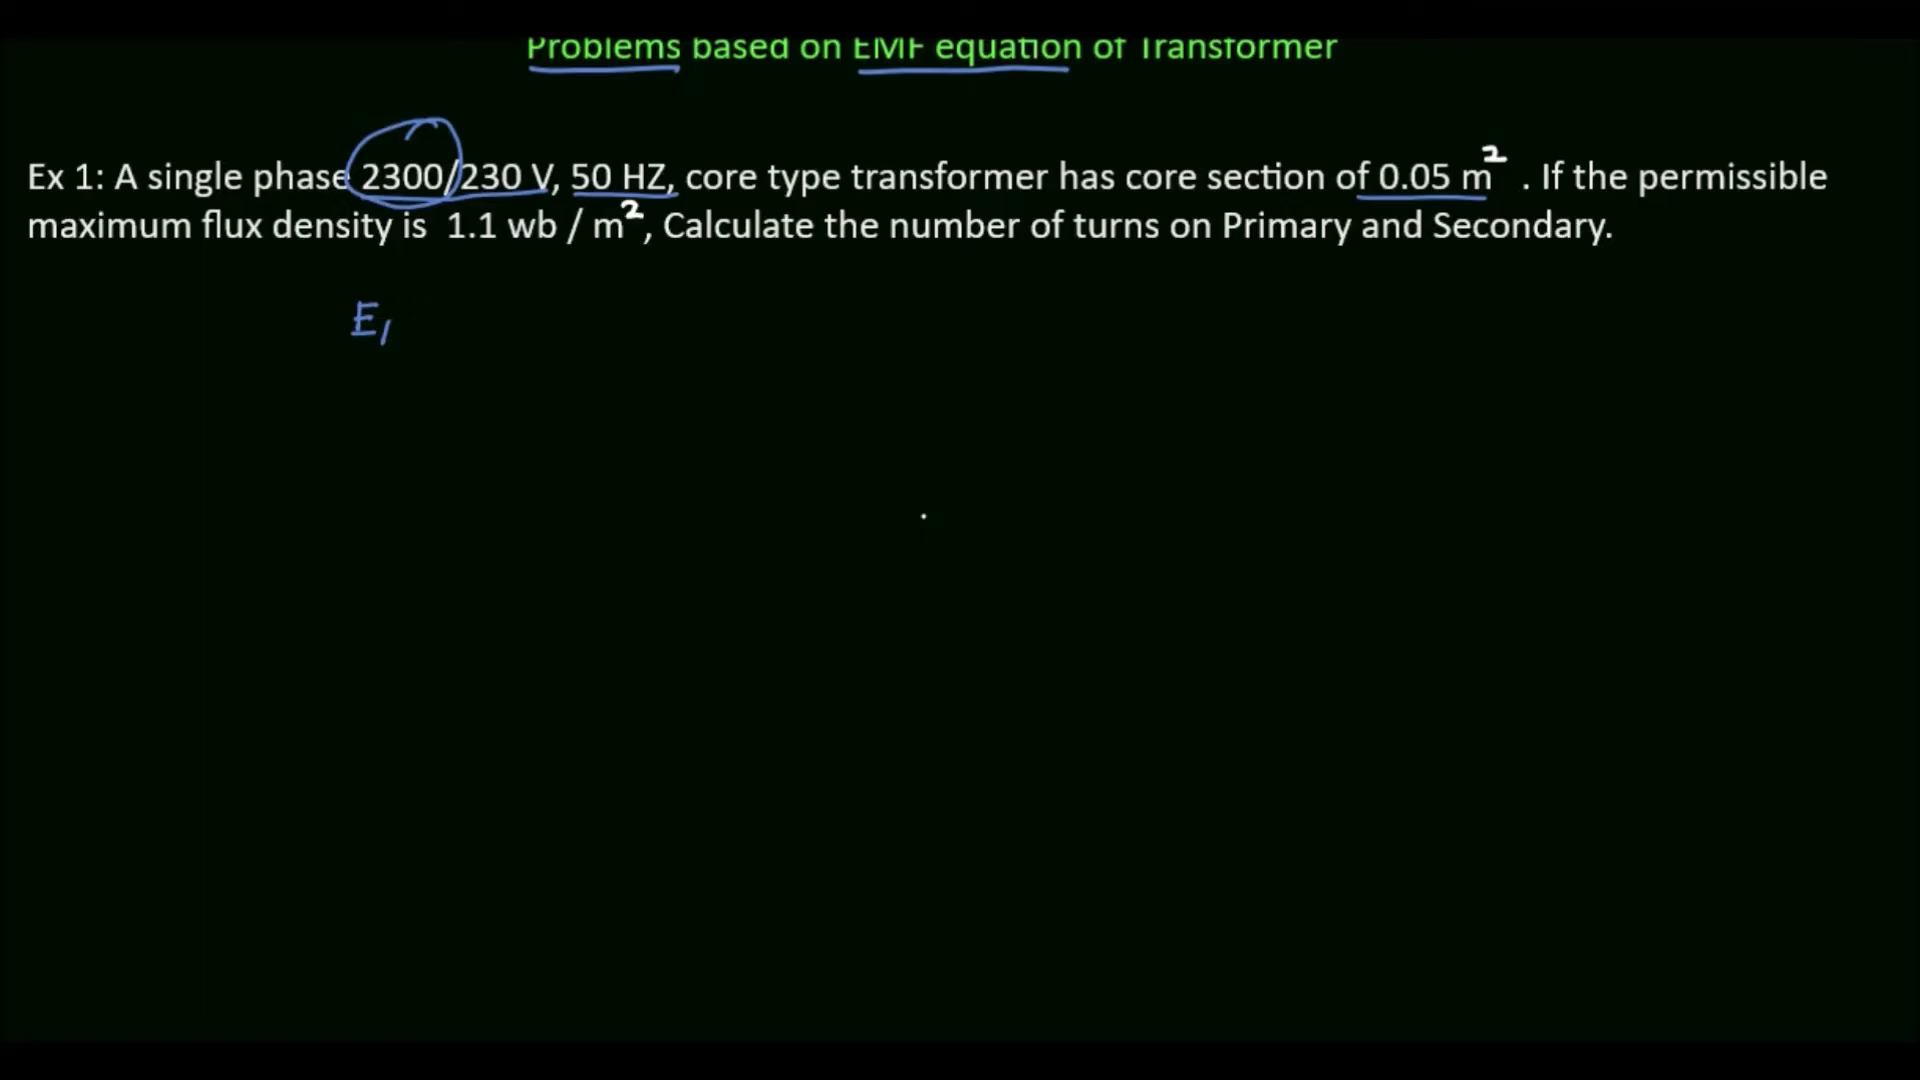 Problems based on EMF equation of Transformer
Ex 1: A single phase 2300/230 V, 50 HZ, core type transformer has core section of 0.05 m² . If the permissible
maximum flux density is 1.1 wb / m², Calculate the number of turns on Primary and Secondary.
E₁